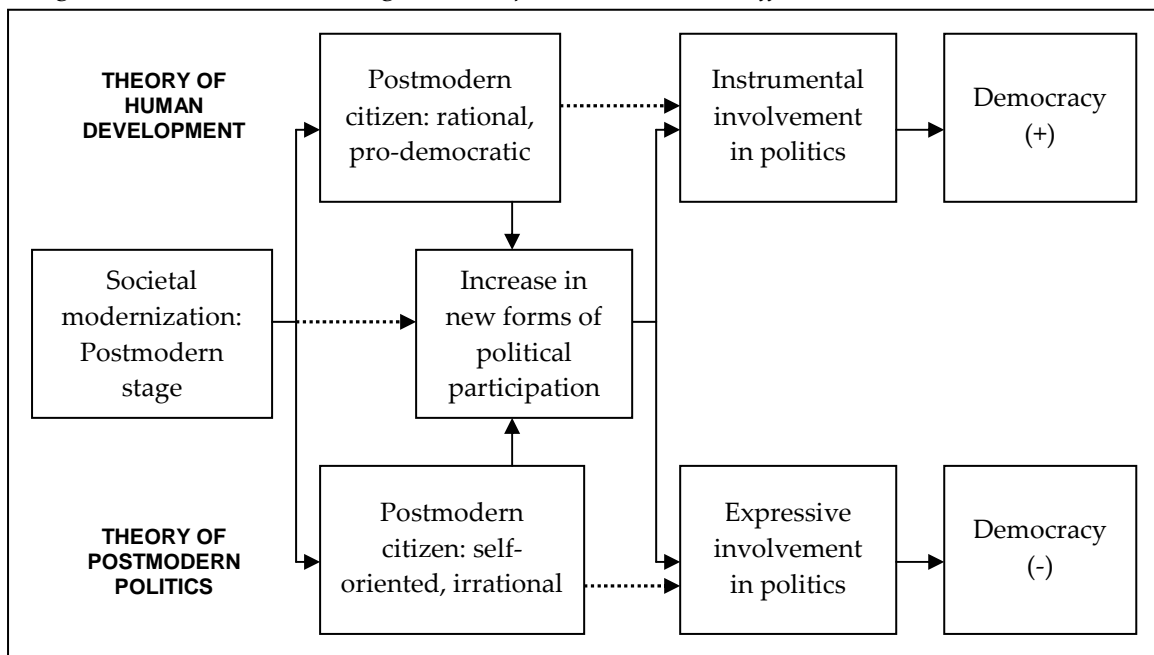 THEORY OF
HUMAN
DEVELOPMENT
Postmodern
citizen: rational,
pro-democratic
Instrumental
involvement
in politics
Democracy
(+)
Societal
modernization:
Postmodern
stage
Increase in
new forms of
political
participation
THEORY OF
POSTMODERN
POLITICS
Postmodern
citizen: self-
oriented, irrational
Expressive
involvement
in politics
Democracy
(-)